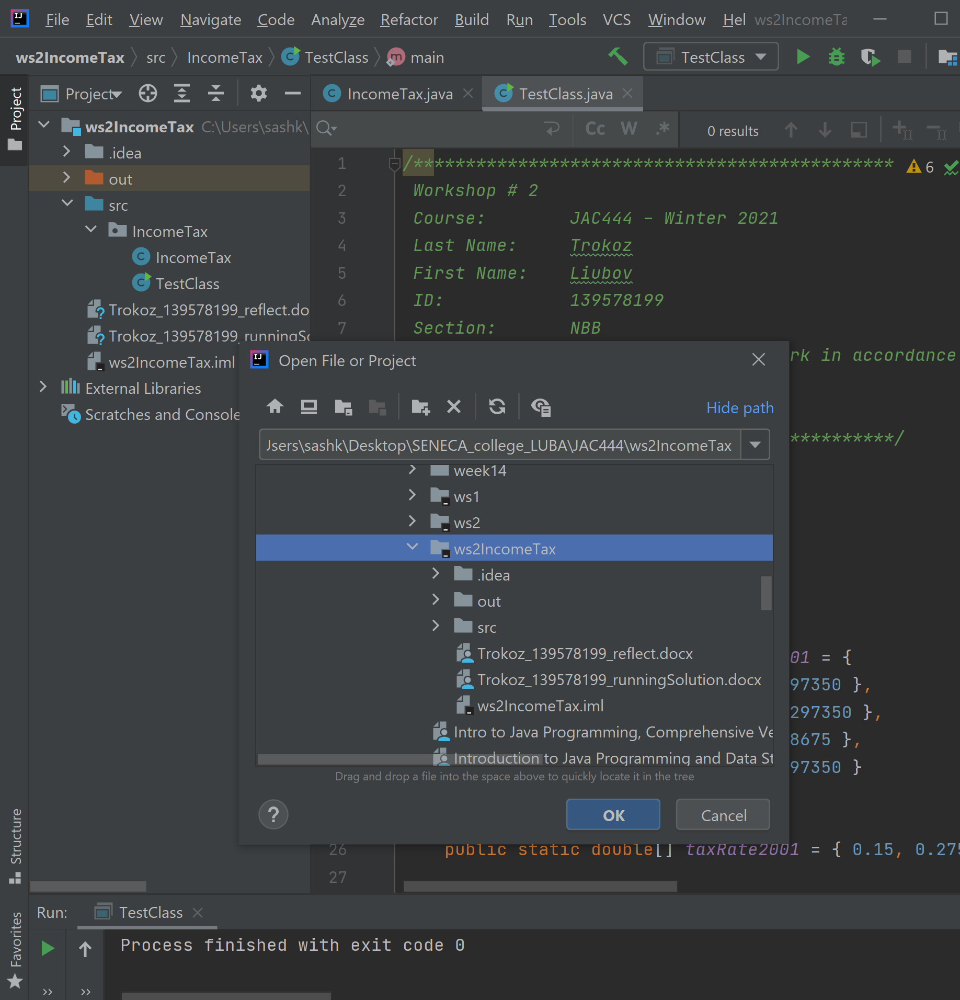 File Edit View Navigate Code Analyze Refactor Build Run Tools VCS Window Hel ws2IncomeTa
ws2IncomeTax src IncomeTax TestClass main
TestClass
Project
Project
IncomeTax.java
TestClass.java
ws2IncomeTax C:\Users\sashk\
Cc W .*
0 results
.idea
out
src
IncomeTax
IncomeTax
TestClass
Trokoz_139578199_reflect.do
Trokoz_139578199_runningSo
ws2IncomeTax.iml
External Libraries
Scratches and Console
1 /***********************************************
6
2 Workshop # 2
3 Course: JAC444 - Winter 2021
4 Last Name: Trokoz
5 First Name: Liubov
6 ID: 139578199
7 Section: NBB
rk in accordance
**********/
01 = {
97350 },
297350 },
8675 },
97350 }
26 public static double[] taxRate2001 = { 0.15, 0.275
27
Open File or Project
Hide path
Users\sashk\Desktop\SENECA_college_LUBA\JAC444\ws2IncomeTax
week14
ws1
ws2
ws2IncomeTax
.idea
out
src
Trokoz_139578199_reflect.docx
Trokoz_139578199_runningSolution.docx
ws2IncomeTax.iml
Intro to Java Programming, Comprehensive Ve
Introduction to Java Programming and Data St
Drag and drop a file into the space above to quickly locate it in the tree
?
OK
Cancel
Structure
Favorites
Run: TestClass
Process finished with exit code 0